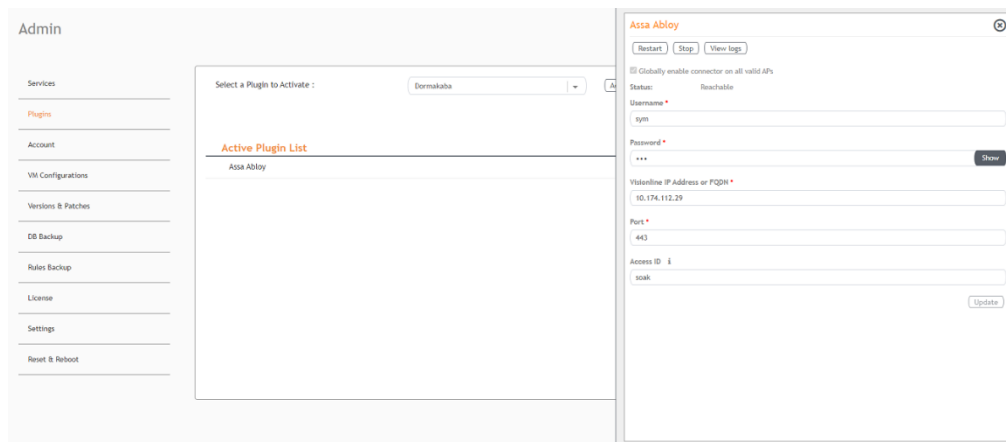 Admin
Services
Plugins
Account
VM Configurations
Versions & Patches
DB Backup
Rules Backup
License
Settings
Reset & Reboot
Select a Plugin to Activate :
Dormakaba
Active Plugin List
Assa Abloy
Assa Abloy
Restart Stop View logs
Globally enable connector on all valid APs
Status: Reachable
Username *
sym
Password *
••• Show
Visionline IP Address or FQDN *
10.174.112.29
Port *
443
Access ID i
soak
Update